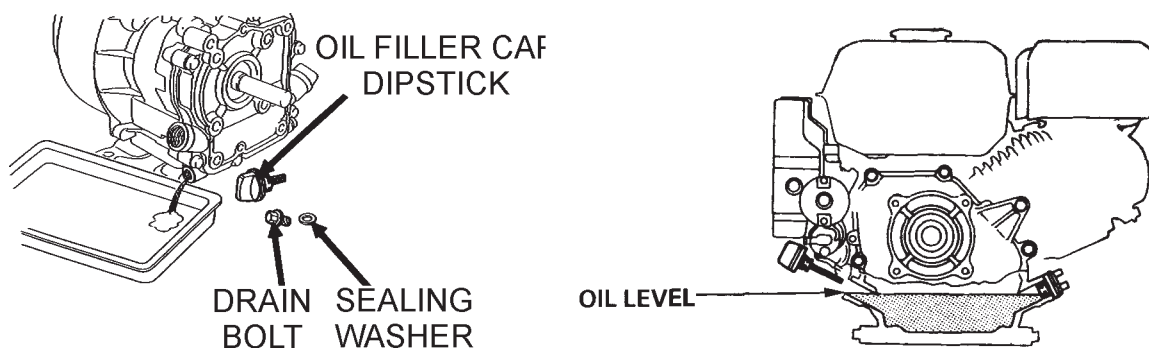 OIL FILLER CAP
DIPSTICK
DRAIN
BOLT
SEALING
WASHER
OIL LEVEL